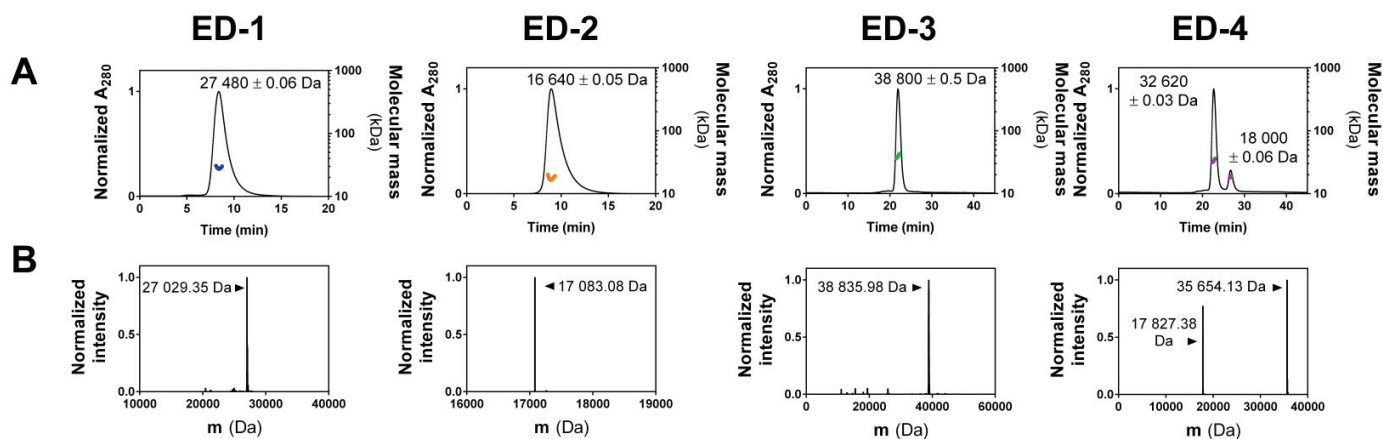 ED-1
ED-2
ED-3
ED-4
A
Normalized A280
1
0
27 480 ± 0.06 Da
1000
100
10
Molecular mass
(kDa)
0 5 10 15 20
Time (min)
Normalized A280
1
0
16 640 ± 0.05 Da
1000
100
10
Molecular mass
(kDa)
0 5 10 15 20
Time (min)
Normalized A280
1
0
38 800 ± 0.5 Da
1000
100
10
Molecular mass
(kDa)
0 10 20 30 40
Time (min)
Normalized A280
1
0
32 620
± 0.03 Da
18 000
± 0.06 Da
1000
100
10
Molecular mass
(kDa)
0 10 20 30 40
Time (min)
B
Normalized
intensity
1.0
0.5
0.0
27 029.35 Da
10000 20000 30000 40000
m (Da)
Normalized
intensity
1.0
0.5
0.0
17 083.08 Da
16000 17000 18000 19000
m (Da)
Normalized
intensity
1.0
0.5
0.0
38 835.98 Da
0 20000 40000 60000
m (Da)
Normalized
intensity
1.0
0.5
0.0
35 654.13 Da
17 827.38
Da
0 10000 20000 30000 40000
m (Da)